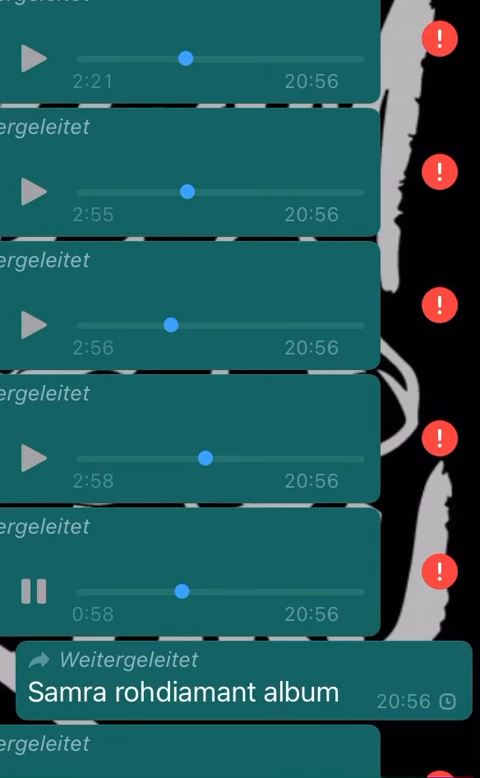 2:21 20:56
ergeleitet
2:55 20:56
ergeleitet
2:56 20:56
ergeleitet
2:58 20:56
ergeleitet
0:58 20:56
Weitergeleitet
Samra rohdiamant album 20:56
ergeleitet